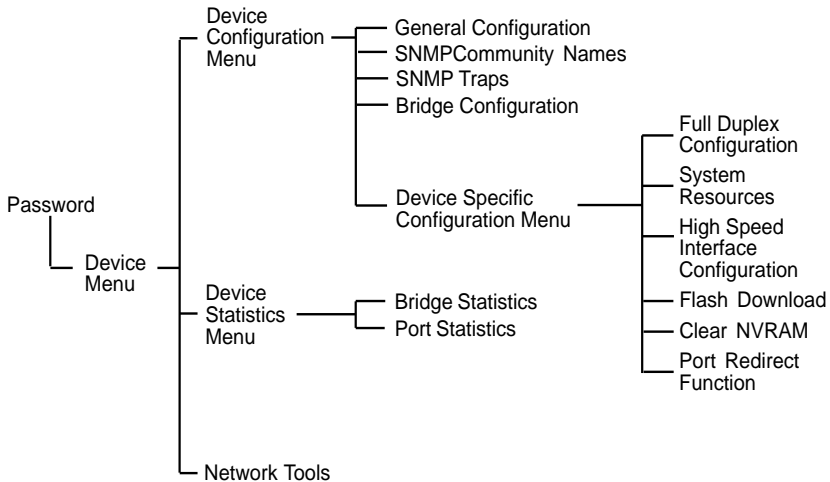 Password
Device
Menu
Device
Configuration
Menu
General Configuration
SNMPCommunity Names
SNMP Traps
Bridge Configuration
Device Specific
Configuration Menu
Full Duplex
Configuration
System
Resources
High Speed
Interface
Configuration
Flash Download
Clear NVRAM
Port Redirect
Function
Device
Statistics
Menu
Bridge Statistics
Port Statistics
Network Tools